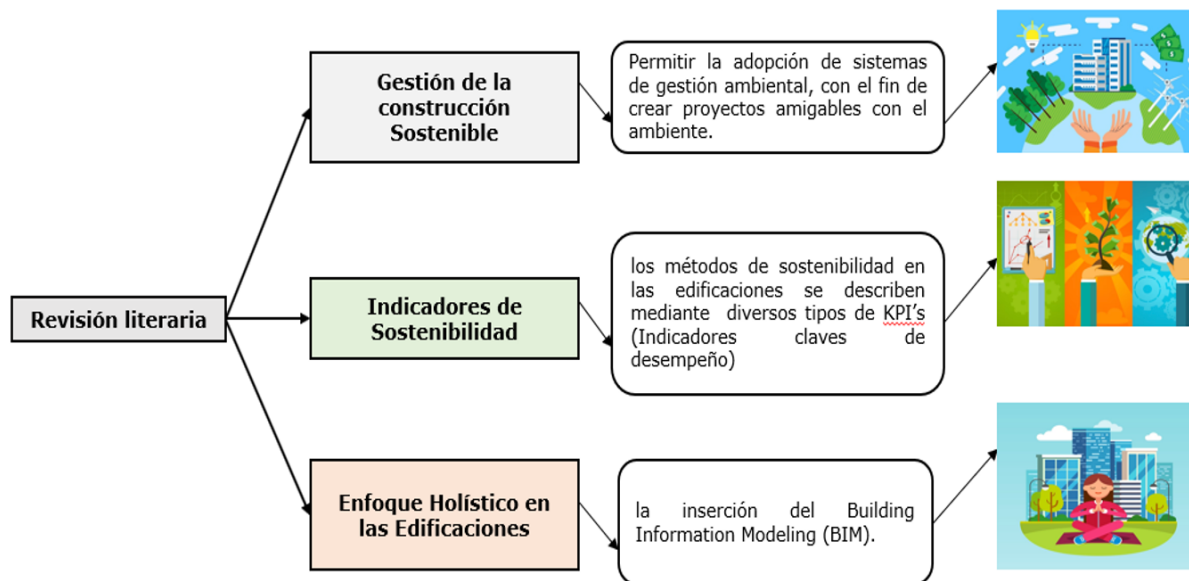 Revisión literaria
Gestión de la
construcción
Sostenible
Permitir la adopción de sistemas
de gestión ambiental, con el fin de
crear proyectos amigables con el
ambiente.
Indicadores de
Sostenibilidad
los métodos de sostenibilidad en
las edificaciones se describen
mediante diversos tipos de KPI’s
(Indicadores claves de
desempeño)
Enfoque Holístico en
las Edificaciones
la inserción del Building
Information Modeling (BIM).